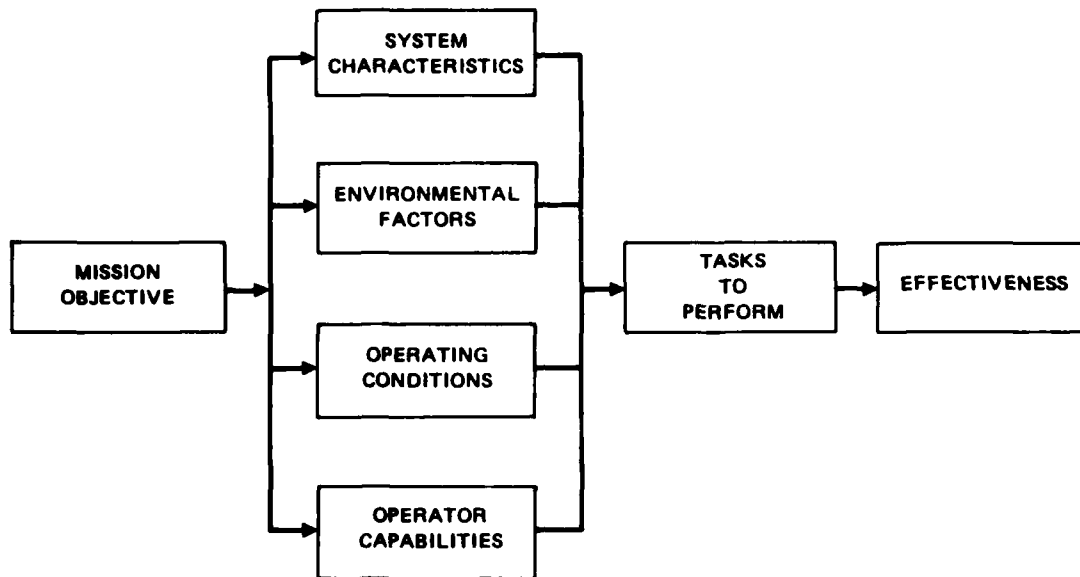 MISSION
OBJECTIVE
SYSTEM
CHARACTERISTICS
ENVIRONMENTAL
FACTORS
OPERATING
CONDITIONS
OPERATOR
CAPABILITIES
TASKS
TO
PERFORM
EFFECTIVENESS